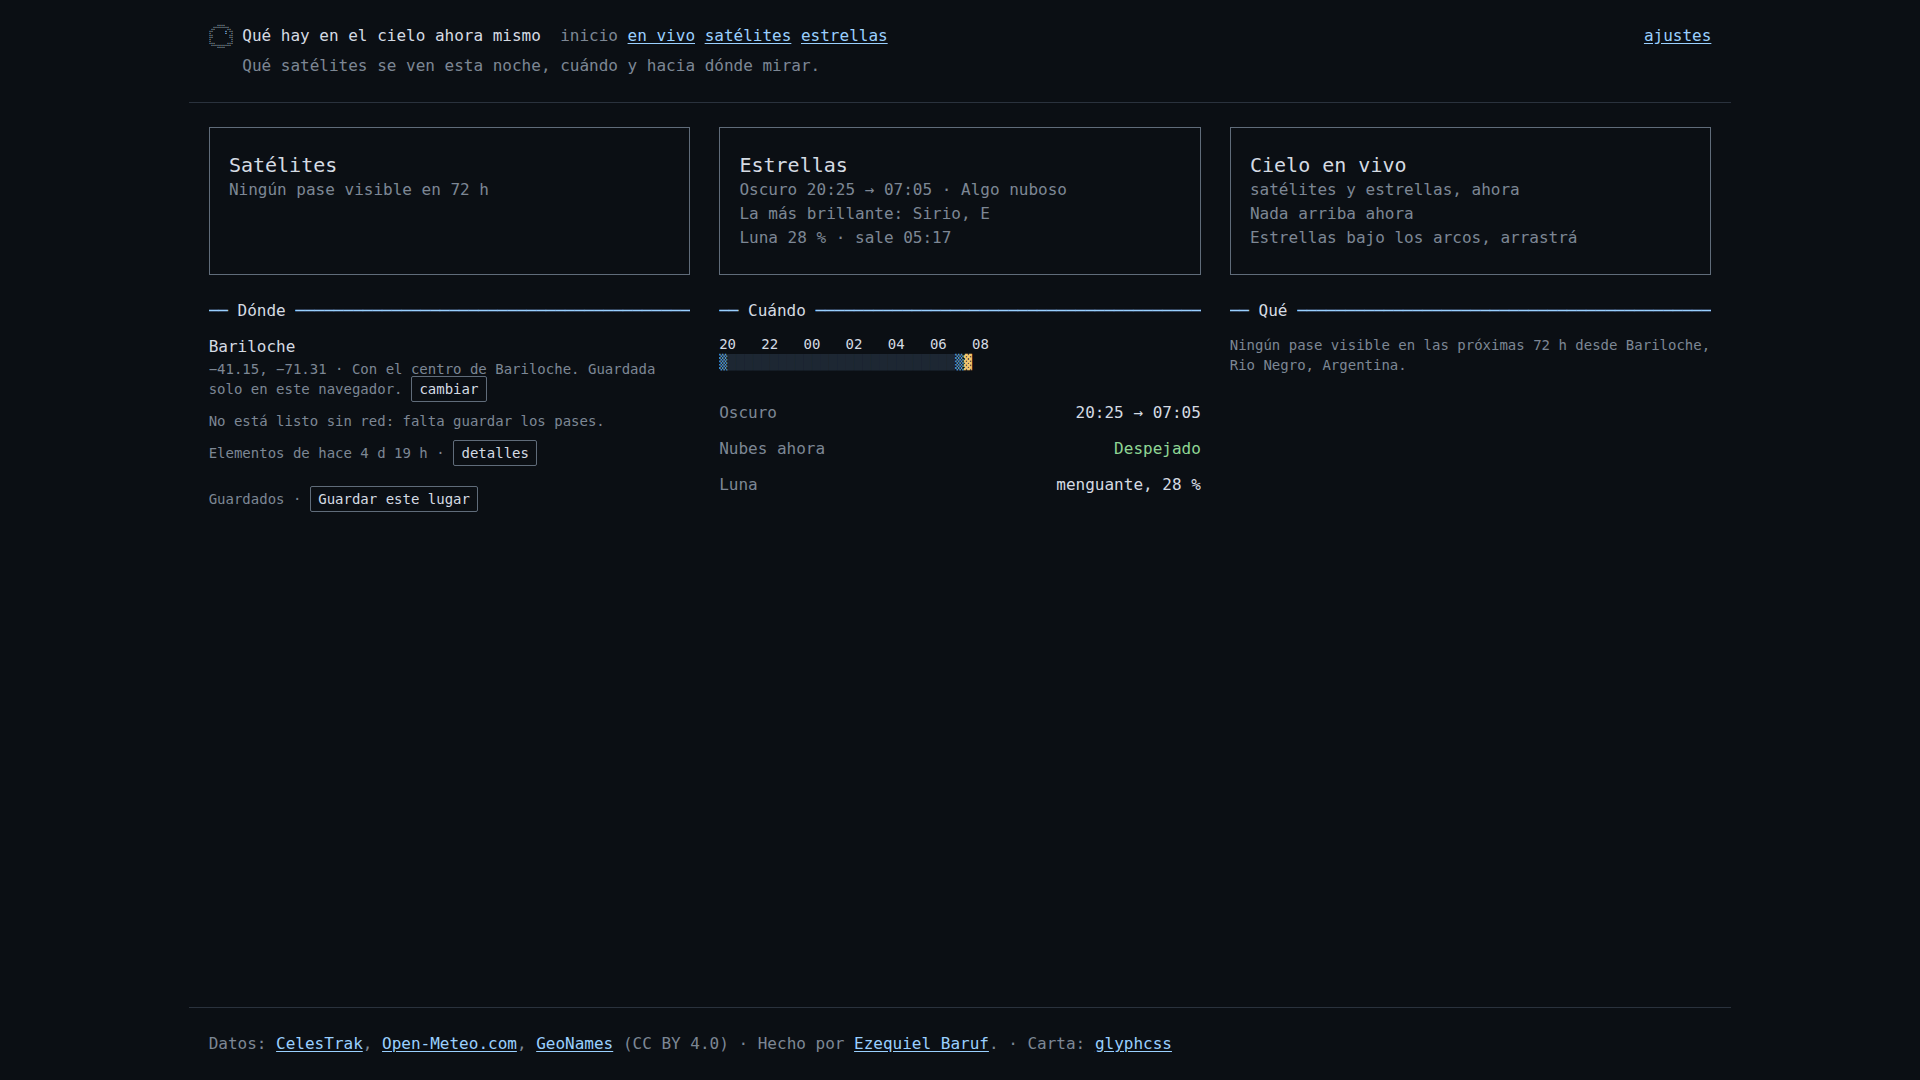 Qué hay en el cielo ahora mismo inicio en vivo satélites estrellas ajustes
Qué satélites se ven esta noche, cuándo y hacia dónde mirar.
Satélites
Ningún pase visible en 72 h
Estrellas
Oscuro 20:25 → 07:05 · Algo nuboso
La más brillante: Sirio, E
Luna 28 % · sale 05:17
Cielo en vivo
satélites y estrellas, ahora
Nada arriba ahora
Estrellas bajo los arcos, arrastrá
Dónde
Bariloche
−41.15, −71.31 · Con el centro de Bariloche. Guardada
solo en este navegador. cambiar
No está listo sin red: falta guardar los pases.
Elementos de hace 4 d 19 h · detalles
Guardados · Guardar este lugar
Cuándo
20 22 00 02 04 06 08
Oscuro 20:25 → 07:05
Nubes ahora Despejado
Luna menguante, 28 %
Qué
Ningún pase visible en las próximas 72 h desde Bariloche,
Rio Negro, Argentina.
Datos: CelesTrak, Open-Meteo.com, GeoNames (CC BY 4.0) · Hecho por Ezequiel Baruf. · Carta: glyphcss